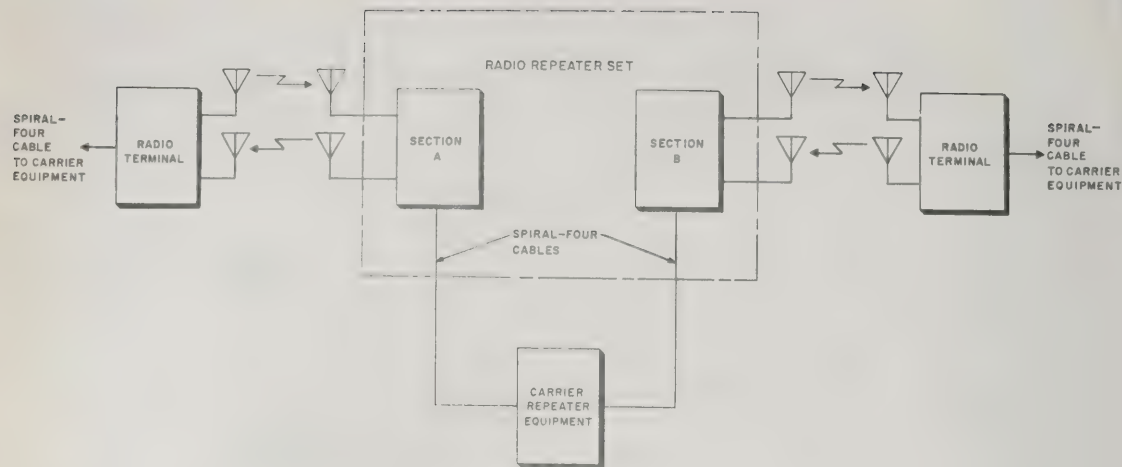 RADIO REPEATER SET
SPIRAL-
FOUR
CABLE
TO CARRIER
EQUIPMENT
RADIO
TERMINAL
SECTION
A
SECTION
B
RADIO
TERMINAL
SPIRAL-
FOUR
CABLE
TO CARRIER
EQUIPMENT
SPIRAL-FOUR
CABLES
CARRIER
REPEATER
EQUIPMENT